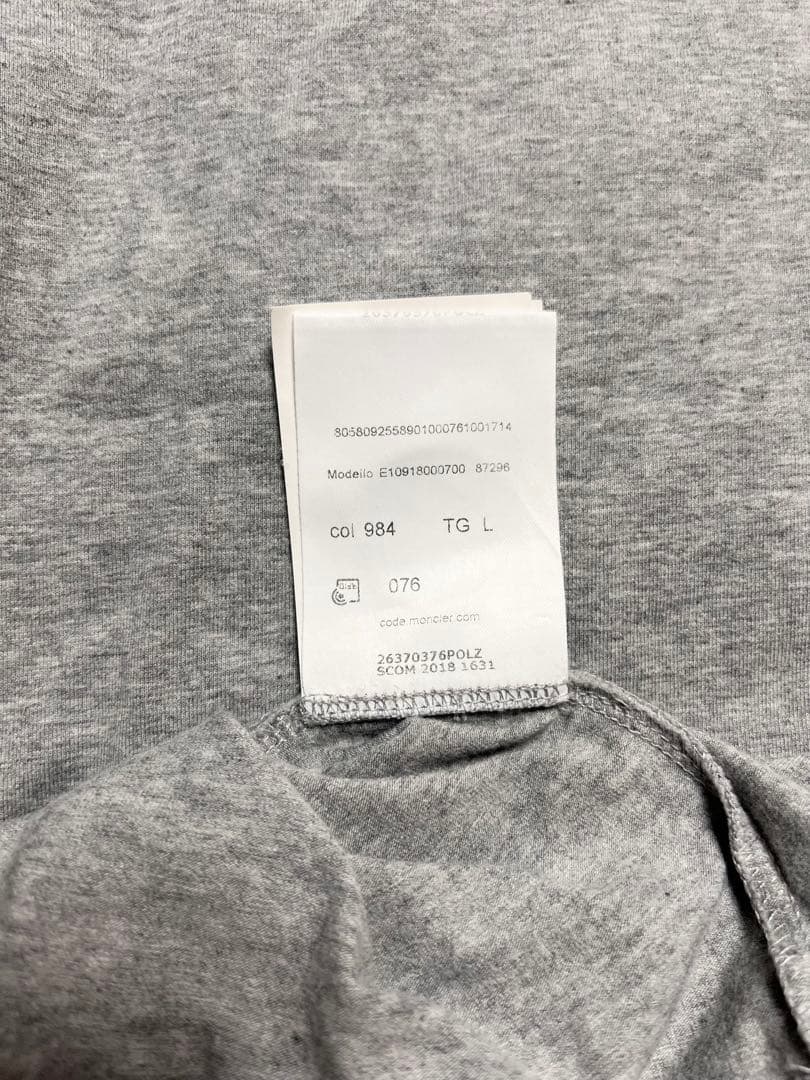 8058092558901000761001714
Modello E10918000700 87296
col 984 TG L
076
code.moncler.com
26370376POLZ
SCOM 2018 1631